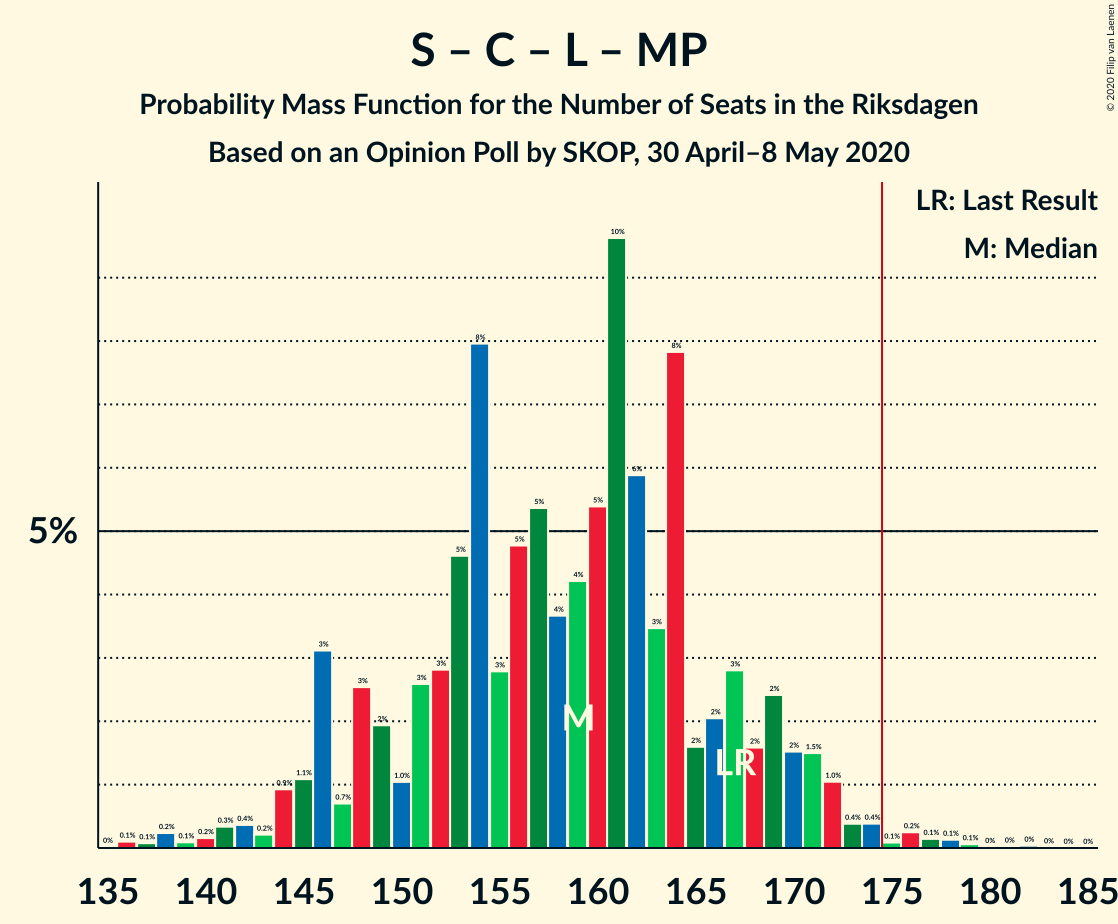 S – C – L – MP
Probability Mass Function for the Number of Seats in the Riksdagen
Based on an Opinion Poll by SKOP, 30 April–8 May 2020
© 2020 Filip van Laenen
LR: Last Result
M: Median
5%
0% 0.1% 0.1% 0.2% 0.1% 0.2% 0.3% 0.4% 0.2% 0.9% 1.1% 3% 0.7% 3% 2% 1.0% 3% 3% 5% 8% 3% 5% 5% 4% 4% 5% 10% 6% 3% 8% 2% 2% 3% 2% 2% 2% 1.5% 1.0% 0.4% 0.4% 0.1% 0.2% 0.1% 0.1% 0.1% 0% 0% 0% 0% 0% 0%
M
LR
135 140 145 150 155 160 165 170 175 180 185